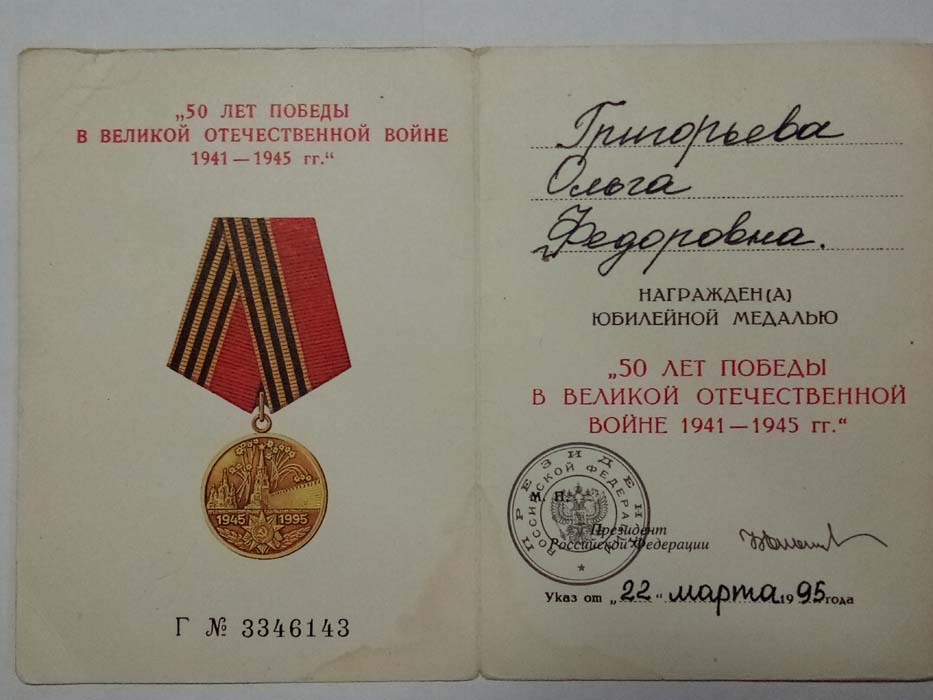 „50 ЛЕТ ПОБЕДЫ
В ВЕЛИКОЙ ОТЕЧЕСТВЕННОЙ ВОЙНЕ
1941 — 1945 гг.“
1945 1995
Г № 3346143
Григорьева
Ольга
Федоровна.
НАГРАЖДЕН(А)
ЮБИЛЕЙНОЙ МЕДАЛЬЮ
„50 ЛЕТ ПОБЕДЫ
В ВЕЛИКОЙ ОТЕЧЕСТВЕННОЙ
ВОЙНЕ 1941 — 1945 гг.“
ПРЕЗИДЕНТ
РОССИЙСКОЙ ФЕДЕРАЦИИ
М. П.
Президент
Российской Федерации
Указ от „22“ марта 1995 года